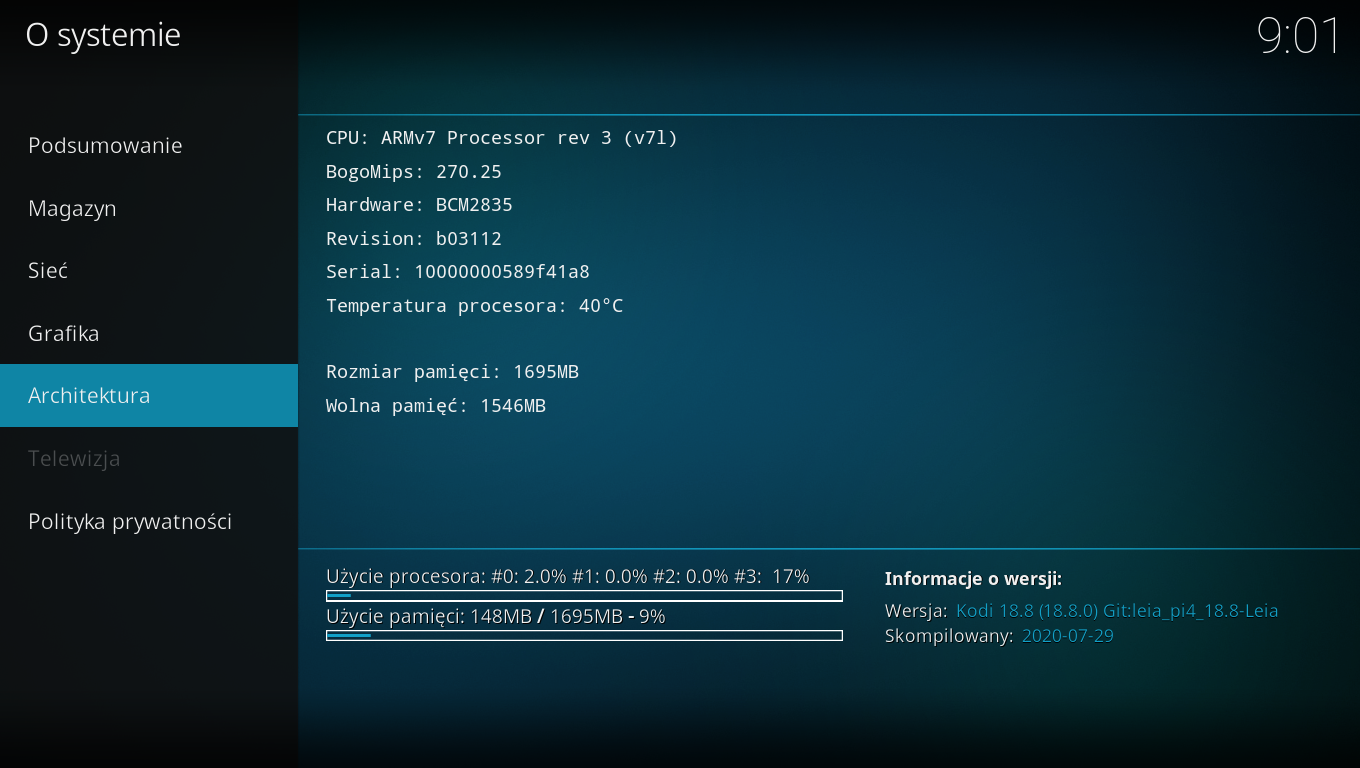 O systemie
9:01
Podsumowanie
Magazyn
Sieć
Grafika
Architektura
Telewizja
Polityka prywatności
CPU: ARMv7 Processor rev 3 (v7l)
BogoMips: 270.25
Hardware: BCM2835
Revision: b03112
Serial: 10000000589f41a8
Temperatura procesora: 40°C
Rozmiar pamięci: 1695MB
Wolna pamięć: 1546MB
Użycie procesora: #0: 2.0% #1: 0.0% #2: 0.0% #3:  17%
Użycie pamięci: 148MB / 1695MB - 9%
Informacje o wersji:
Wersja: Kodi 18.8 (18.8.0) Git:leia_pi4_18.8-Leia
Skompilowany: 2020-07-29